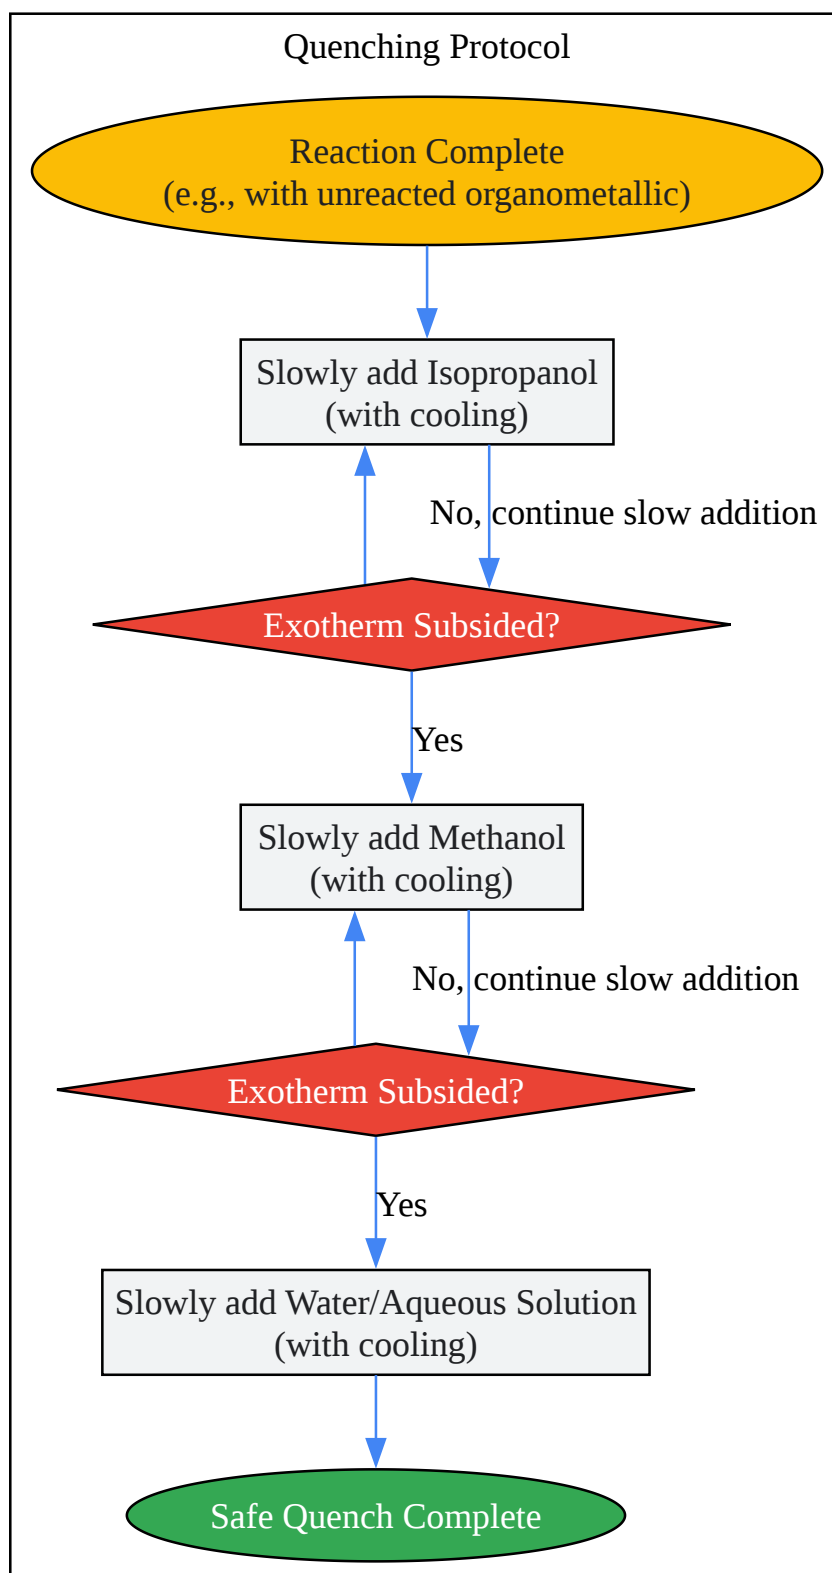 Quenching Protocol
Reaction Complete
(e.g., with unreacted organometallic)
Slowly add Isopropanol
(with cooling)
No, continue slow addition
Exotherm Subsided?
Yes
Slowly add Methanol
(with cooling)
No, continue slow addition
Exotherm Subsided?
Yes
Slowly add Water/Aqueous Solution
(with cooling)
Safe Quench Complete